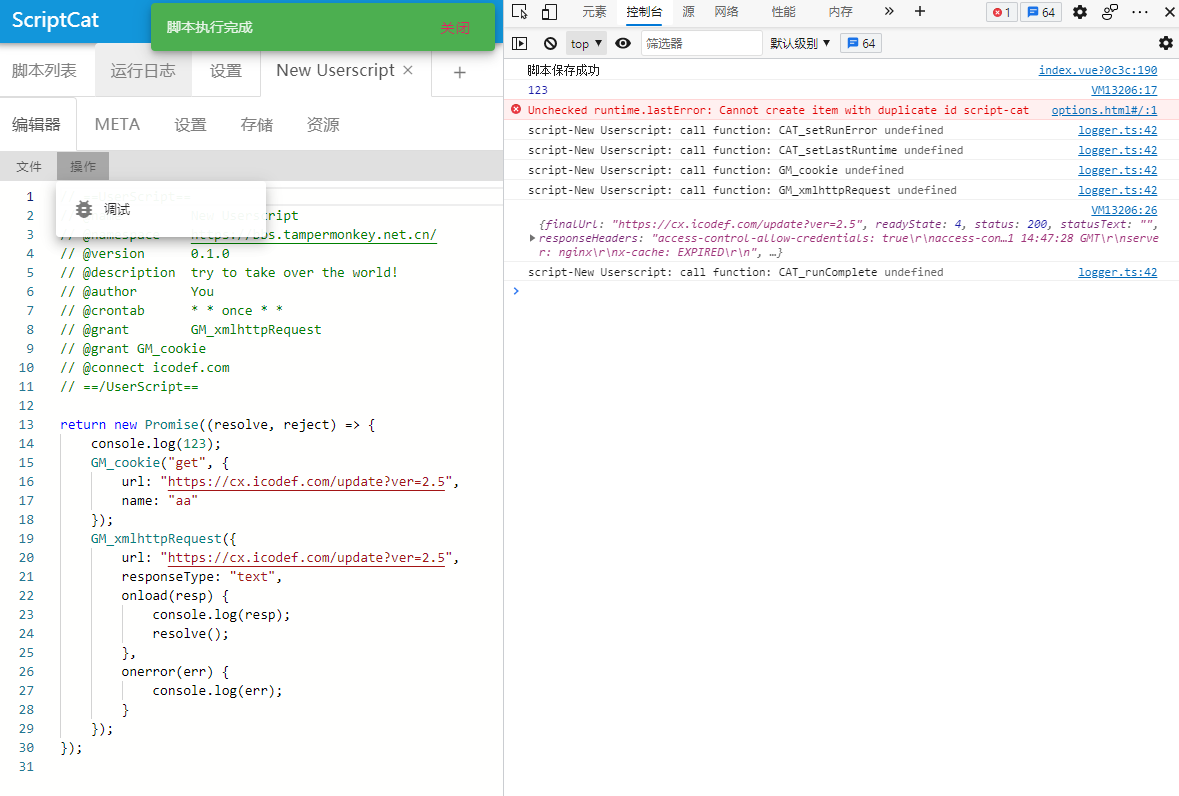 ScriptCat
脚本执行完成 关闭
脚本列表 运行日志 设置 New Userscript × +
编辑器 META 设置 存储 资源
文件 操作
调试
1
2 New Userscript
3 // @namespace https://bbs.tampermonkey.net.cn/
4 // @version 0.1.0
5 // @description try to take over the world!
6 // @author You
7 // @crontab * * once * *
8 // @grant GM_xmlhttpRequest
9 // @grant GM_cookie
10 // @connect icodef.com
11 // ==/UserScript==
12
13 return new Promise((resolve, reject) => {
14 console.log(123);
15 GM_cookie("get", {
16 url: "https://cx.icodef.com/update?ver=2.5",
17 name: "aa"
18 });
19 GM_xmlhttpRequest({
20 url: "https://cx.icodef.com/update?ver=2.5",
21 responseType: "text",
22 onload(resp) {
23 console.log(resp);
24 resolve();
25 },
26 onerror(err) {
27 console.log(err);
28 }
29 });
30 });
31
元素 控制台 源 网络 性能 内存 » + 1 64 ··· ×
top ▼ 筛选器 默认级别 ▼ 64
脚本保存成功 index.vue?0c3c:190
123 VM13206:17
Unchecked runtime.lastError: Cannot create item with duplicate id script-cat options.html#/:1
script-New Userscript: call function: CAT_setRunError undefined logger.ts:42
script-New Userscript: call function: CAT_setLastRuntime undefined logger.ts:42
script-New Userscript: call function: GM_cookie undefined logger.ts:42
script-New Userscript: call function: GM_xmlhttpRequest undefined logger.ts:42
VM13206:26
{finalUrl: "https://cx.icodef.com/update?ver=2.5", readyState: 4, status: 200, statusText: "",
responseHeaders: "access-control-allow-credentials: true\r\naccess-con…1 14:47:28 GMT\r\nserve
r: nginx\r\nx-cache: EXPIRED\r\n", …}
script-New Userscript: call function: CAT_runComplete undefined logger.ts:42
>